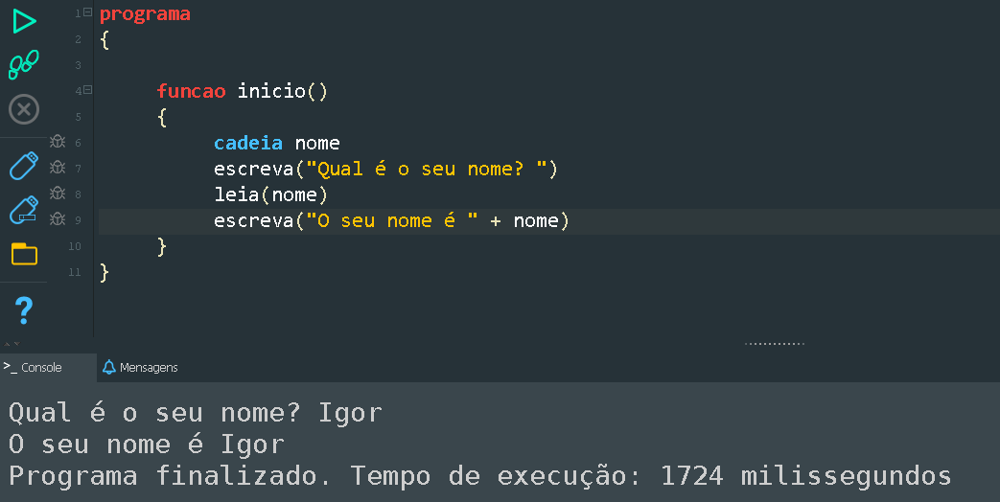 1 programa
2 {
3
4 funcao inicio()
5 {
6 cadeia nome
7 escreva("Qual é o seu nome? ")
8 leia(nome)
9 escreva("O seu nome é " + nome)
10 }
11 }
?
>_ Console Mensagens
Qual é o seu nome? Igor
O seu nome é Igor
Programa finalizado. Tempo de execução: 1724 milissegundos